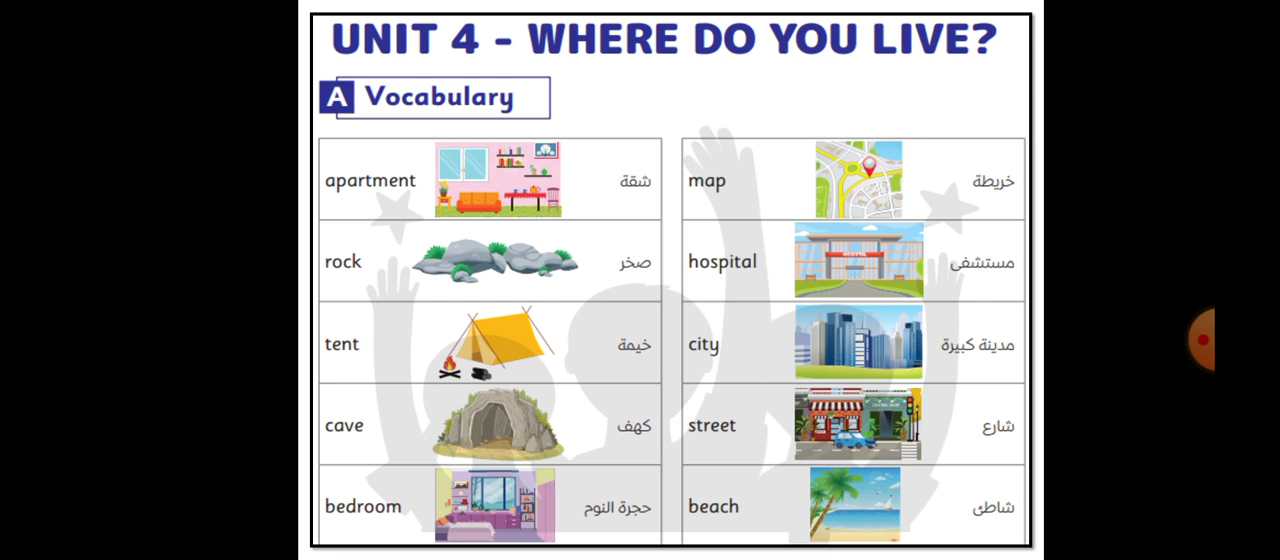 UNIT 4 - WHERE DO YOU LIVE?
A Vocabulary
apartment شقة
rock صخر
tent خيمة
cave كهف
bedroom حجرة النوم
map خريطة
hospital مستشفى
HOSPITAL
city مدينة كبيرة
street شارع
beach شاطئ